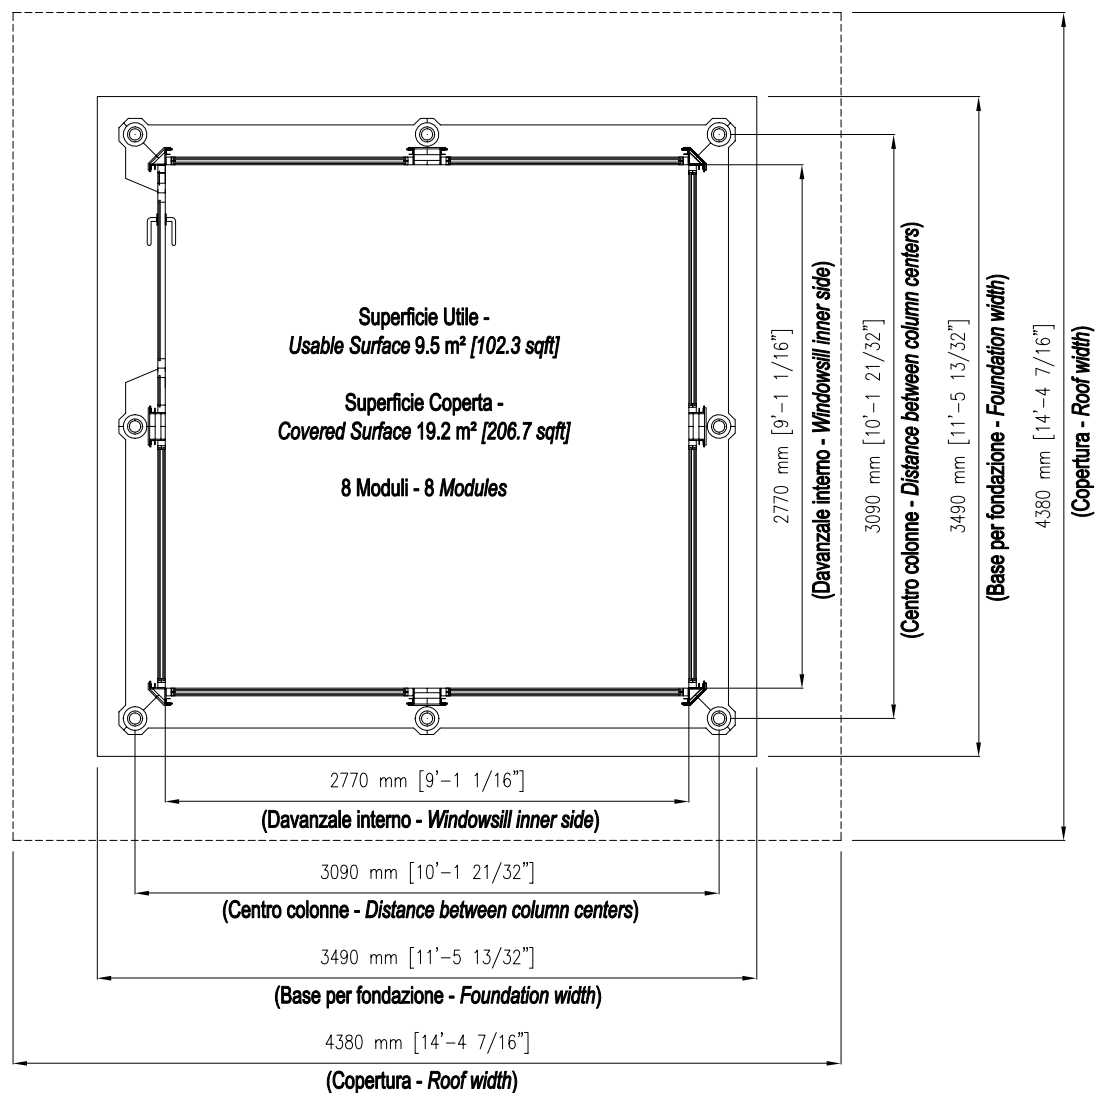 Superficie Utile -
Usable Surface 9.5 m² [102.3 sqft]
Superficie Coperta -
Covered Surface 19.2 m² [206.7 sqft]
8 Moduli - 8 Modules
2770 mm [9'-1 1/16"]
(Davanzale interno - Windowsill inner side)
3090 mm [10'-1 21/32"]
(Centro colonne - Distance between column centers)
3490 mm [11'-5 13/32"]
(Base per fondazione - Foundation width)
4380 mm [14'-4 7/16"]
(Copertura - Roof width)
2770 mm [9'-1 1/16"]
(Davanzale interno - Windowsill inner side)
3090 mm [10'-1 21/32"]
(Centro colonne - Distance between column centers)
3490 mm [11'-5 13/32"]
(Base per fondazione - Foundation width)
4380 mm [14'-4 7/16"]
(Copertura - Roof width)